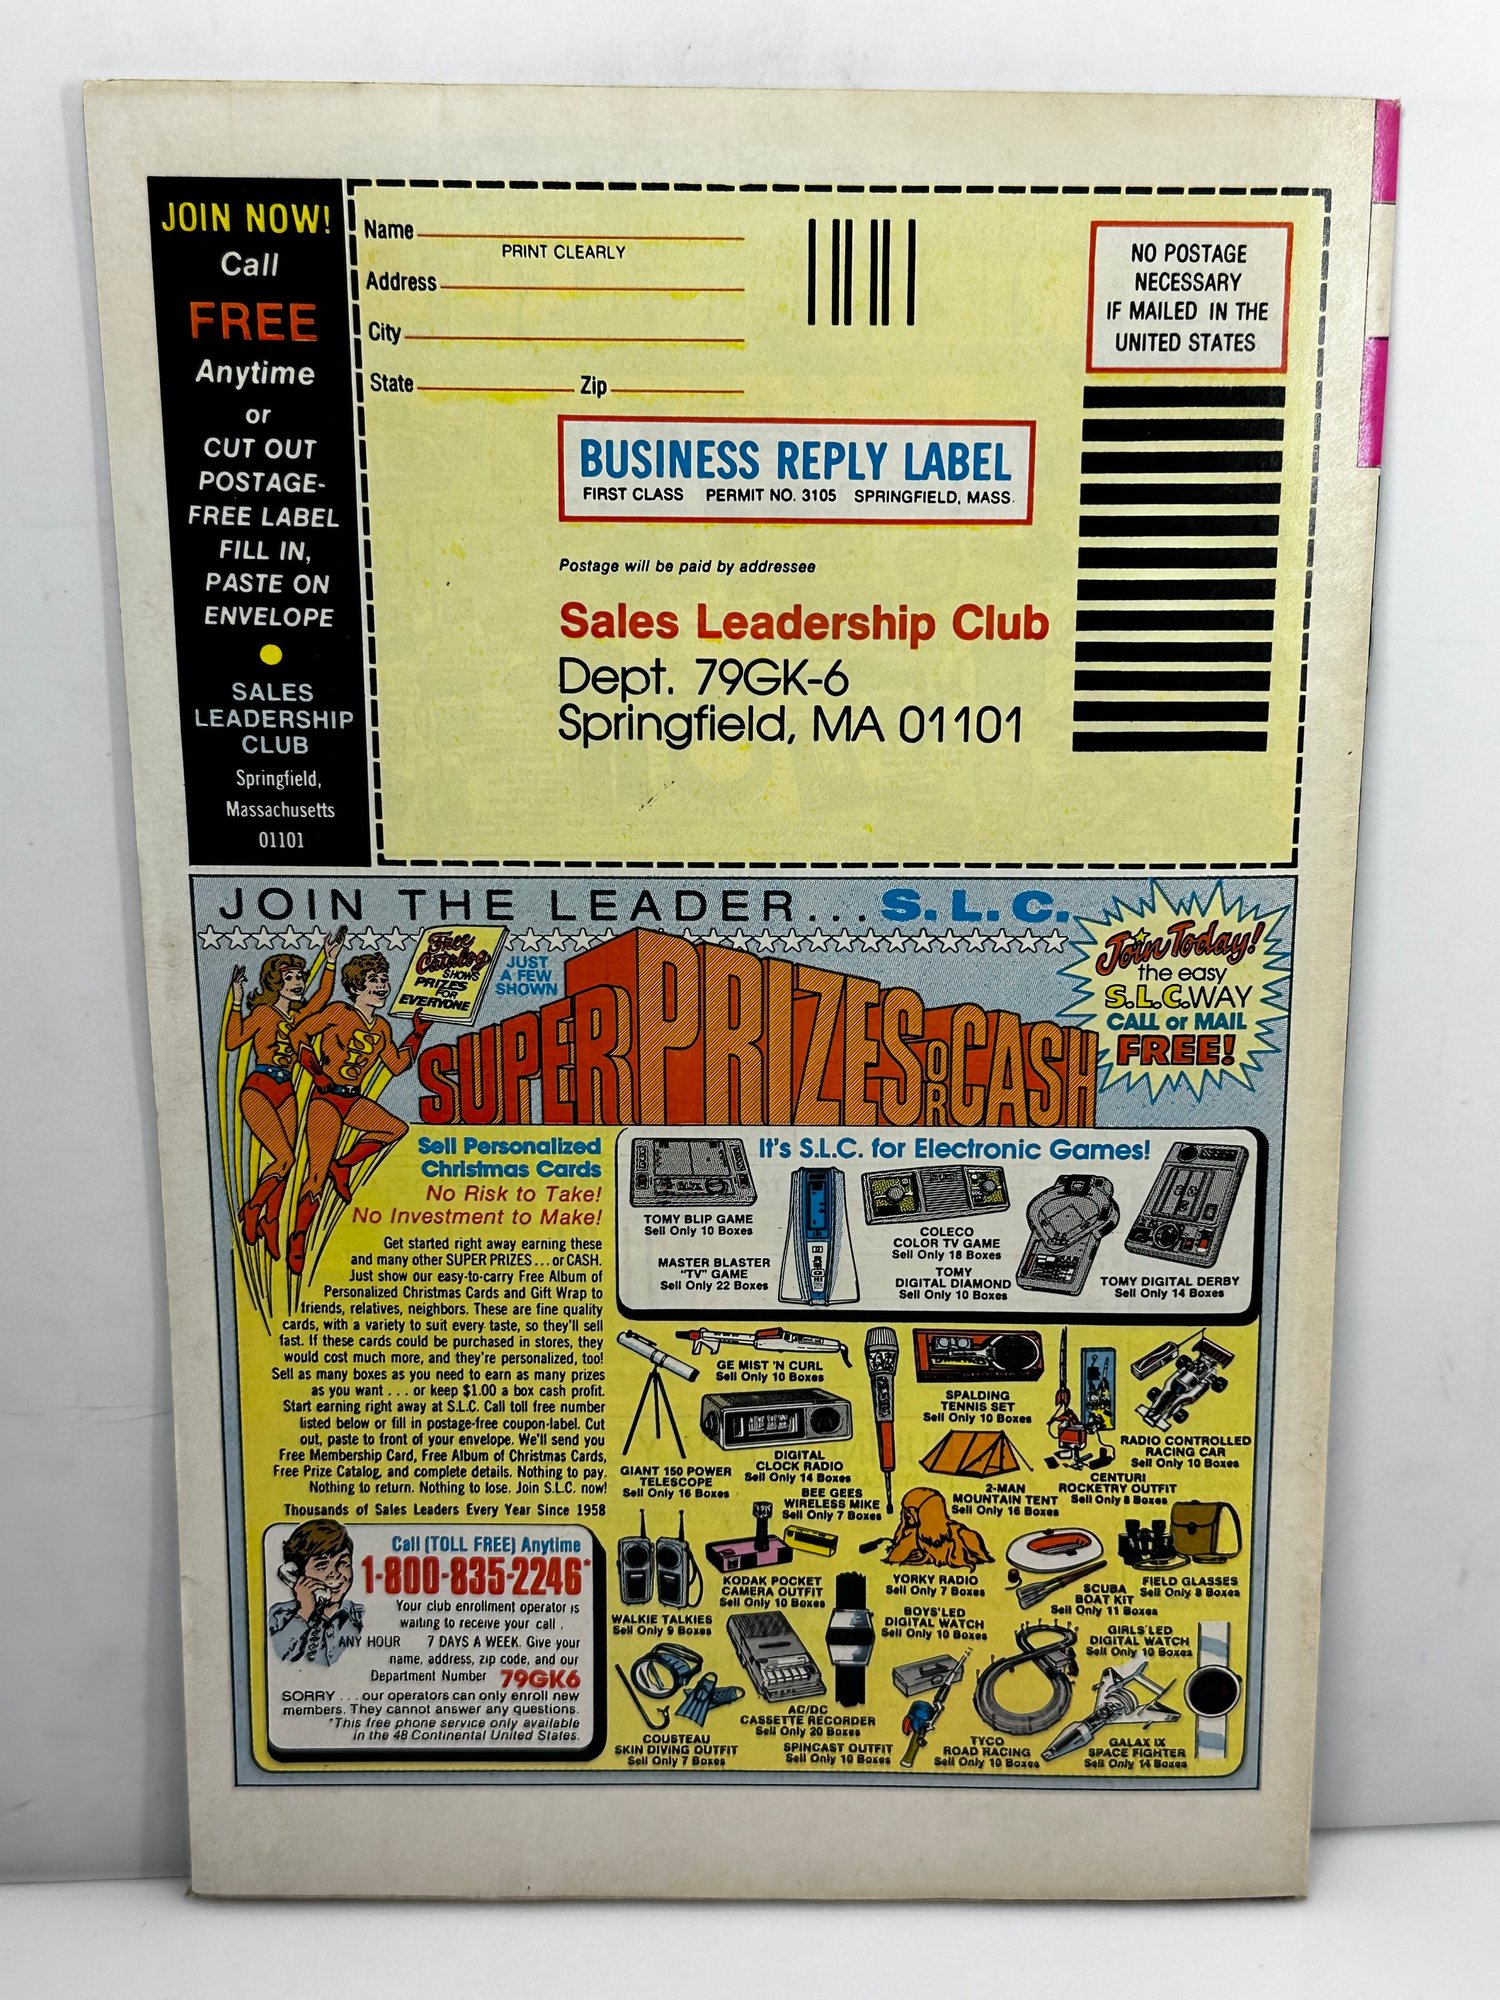 JOIN NOW!
Call
FREE
Anytime
or
CUT OUT
POSTAGE-
FREE LABEL
FILL IN,
PASTE ON
ENVELOPE
SALES
LEADERSHIP
CLUB
Springfield,
Massachusetts
01101
Name
PRINT CLEARLY
Address
City
State Zip
NO POSTAGE
NECESSARY
IF MAILED IN THE
UNITED STATES
BUSINESS REPLY LABEL
FIRST CLASS PERMIT NO. 3105 SPRINGFIELD, MASS.
Postage will be paid by addressee
Sales Leadership Club
Dept. 79GK-6
Springfield, MA 01101
JOIN THE LEADER... S.L.C.
Free
Catalog
SHOWS
PRIZES
FOR
EVERYONE
JUST
A FEW
SHOWN
SUPER PRIZES OR CASH
Join Today!
the easy
S.L.C. WAY
CALL or MAIL
FREE!
SLC
SLC
Sell Personalized
Christmas Cards
No Risk to Take!
No Investment to Make!
Get started right away earning these
and many other SUPER PRIZES... or CASH.
Just show our easy-to-carry Free Album of
Personalized Christmas Cards and Gift Wrap to
friends, relatives, neighbors. These are fine quality
cards, with a variety to suit every taste, so they'll sell
fast. If these cards could be purchased in stores, they
would cost much more, and they're personalized, too!
Sell as many boxes as you need to earn as many prizes
as you want . . . or keep $1.00 a box cash profit.
Start earning right away at S.L.C. Call toll free number
listed below or fill in postage-free coupon-label. Cut
out, paste to front of your envelope. We'll send you
Free Membership Card, Free Album of Christmas Cards,
Free Prize Catalog, and complete details. Nothing to pay.
Nothing to return. Nothing to lose. Join S.L.C. now!
Thousands of Sales Leaders Every Year Since 1958
Call (TOLL FREE) Anytime
1-800-835-2246*
Your club enrollment operator is
waiting to receive your call.
ANY HOUR 7 DAYS A WEEK. Give your
name, address, zip code, and our
Department Number 79GK6
SORRY . . . our operators can only enroll new
members. They cannot answer any questions.
*This free phone service only available
in the 48 Continental United States.
It's S.L.C. for Electronic Games!
TOMY BLIP GAME
Sell Only 10 Boxes
MASTER BLASTER
"TV" GAME
Sell Only 22 Boxes
COLECO
COLOR TV GAME
Sell Only 18 Boxes
TOMY
DIGITAL DIAMOND
Sell Only 10 Boxes
TOMY DIGITAL DERBY
Sell Only 14 Boxes
GE MIST 'N CURL
Sell Only 10 Boxes
SPALDING
TENNIS SET
Sell Only 10 Boxes
RADIO CONTROLLED
RACING CAR
Sell Only 10 Boxes
GIANT 150 POWER
TELESCOPE
Sell Only 16 Boxes
DIGITAL
CLOCK RADIO
Sell Only 14 Boxes
BEE GEES
WIRELESS MIKE
Sell Only 7 Boxes
2-MAN
MOUNTAIN TENT
Sell Only 16 Boxes
CENTURI
ROCKETRY OUTFIT
Sell Only 8 Boxes
WALKIE TALKIES
Sell Only 9 Boxes
KODAK POCKET
CAMERA OUTFIT
Sell Only 10 Boxes
YORKY RADIO
Sell Only 7 Boxes
SCUBA
BOAT KIT
Sell Only 11 Boxes
FIELD GLASSES
Sell Only 8 Boxes
BOYS' LED
DIGITAL WATCH
Sell Only 10 Boxes
GIRLS' LED
DIGITAL WATCH
Sell Only 10 Boxes
COUSTEAU
SKIN DIVING OUTFIT
Sell Only 7 Boxes
AC/DC
CASSETTE RECORDER
Sell Only 20 Boxes
SPINCAST OUTFIT
Sell Only 10 Boxes
TYCO
ROAD RACING
Sell Only 10 Boxes
GALAX IX
SPACE FIGHTER
Sell Only 14 Boxes